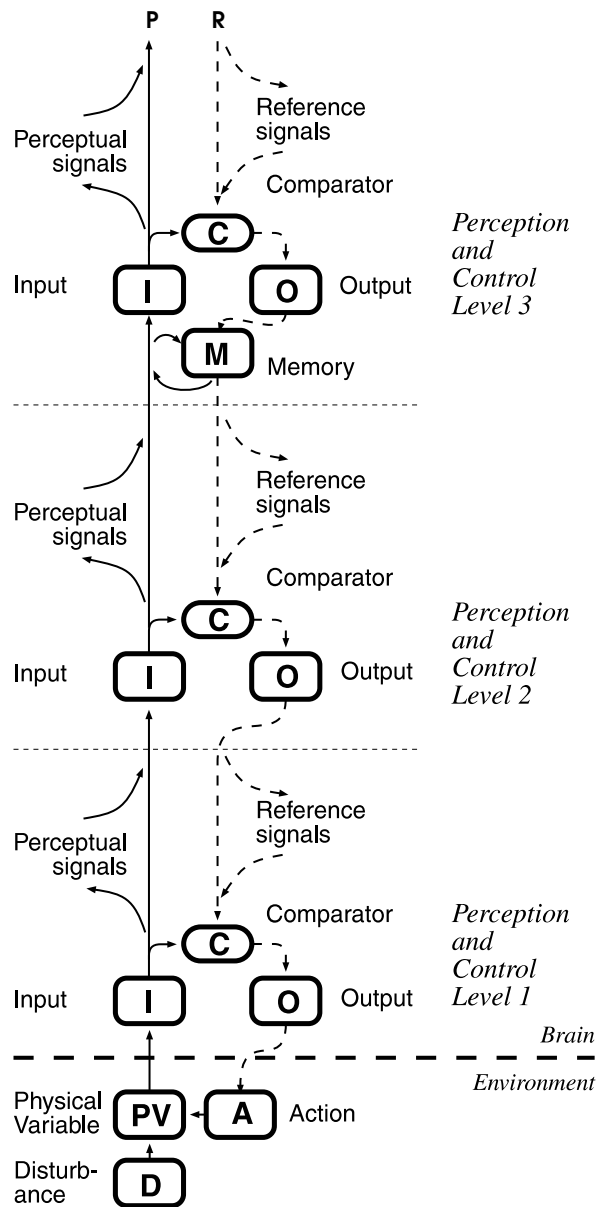 P R
Reference
signals
Perceptual
signals
Comparator
C
Perception
and
Control
Level 3
Input I O Output
M
Memory
Reference
signals
Perceptual
signals
Comparator
C
Perception
and
Control
Level 2
Input I O Output
Reference
signals
Perceptual
signals
Comparator
C
Perception
and
Control
Level 1
Input I O Output
Brain
Environment
Physical
Variable
PV A Action
Disturb-
ance
D